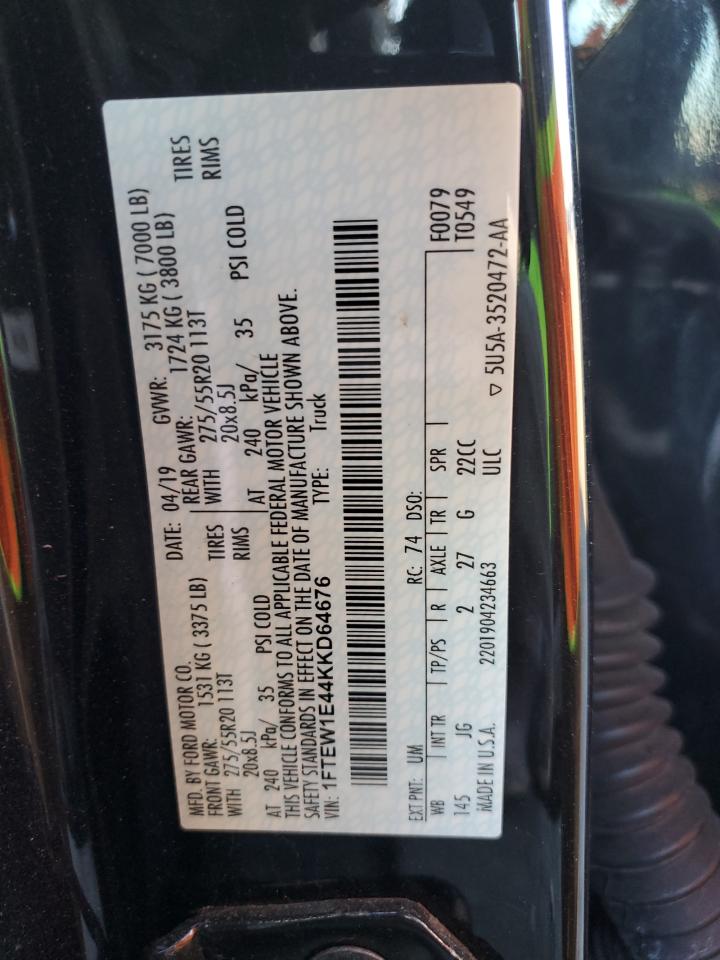 MFD. BY FORD MOTOR CO.
DATE: 04/19 GVWR: 3175 KG ( 7000 LB)
FRONT GAWR: 1531 KG ( 3375 LB) REAR GAWR: 1724 KG ( 3800 LB)
WITH 275/55R20 113T TIRES WITH 275/55R20 113T TIRES
20x8.5J RIMS 20x8.5J RIMS
AT 240 kPa/ 35 PSI COLD AT 240 kPa/ 35 PSI COLD
THIS VEHICLE CONFORMS TO ALL APPLICABLE FEDERAL MOTOR VEHICLE
SAFETY STANDARDS IN EFFECT ON THE DATE OF MANUFACTURE SHOWN ABOVE.
VIN: 1FTEW1E44KKD64676 TYPE: Truck
EXT PNT: UM RC: 74 DSO:
WB INT TR TP/PS R AXLE TR SPR F0079
145 JG 2 27 G 22CC T0549
MADE IN U.S.A. 2201904234663 ULC
▽ 5U5A-3520472-AA